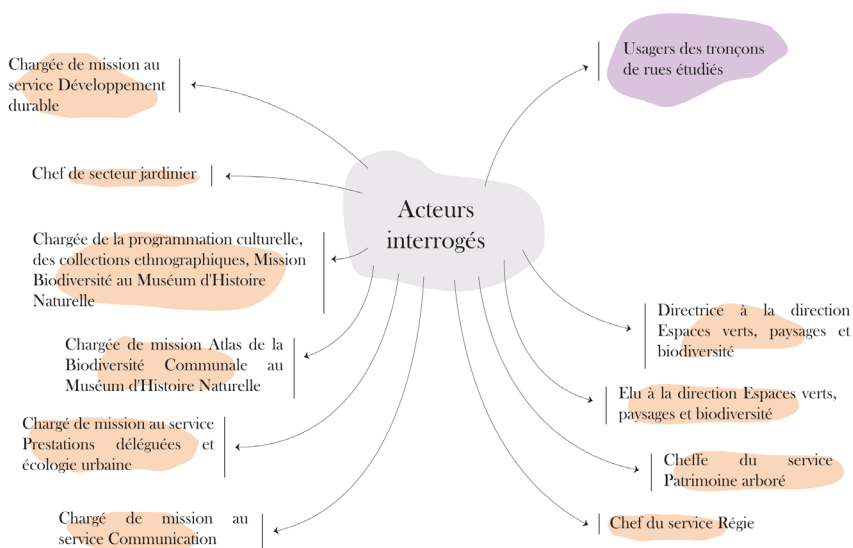 Acteurs
interrogés
Usagers des tronçons
de rues étudiés
Chargée de mission au
service Développement
durable
Chef de secteur jardinier
Chargée de la programmation culturelle,
des collections ethnographiques, Mission
Biodiversité au Muséum d'Histoire
Naturelle
Chargée de mission Atlas de la
Biodiversité Communale au
Muséum d'Histoire Naturelle
Chargé de mission au service
Prestations déléguées et
écologie urbaine
Chargé de mission au
service Communication
Directrice à la direction
Espaces verts, paysages et
biodiversité
Elu à la direction Espaces verts,
paysages et biodiversité
Cheffe du service
Patrimoine arboré
Chef du service Régie